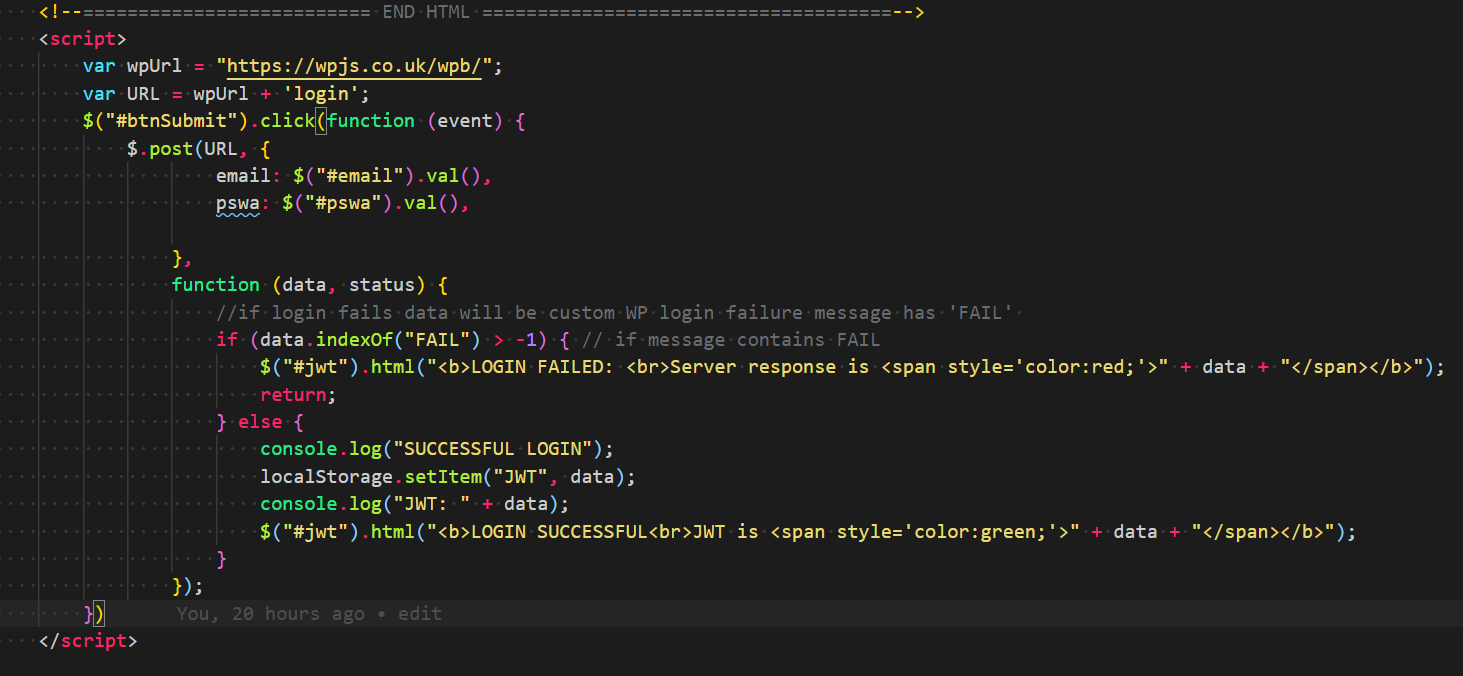 <!--========================== END HTML =====================================-->
<script>
var wpUrl = "https://wpjs.co.uk/wpb/";
var URL = wpUrl + 'login';
$("#btnSubmit").click(function (event) {
$.post(URL, {
email: $("#email").val(),
pswa: $("#pswa").val(),
},
function (data, status) {
//if login fails data will be custom WP login failure message has 'FAIL'
if (data.indexOf("FAIL") > -1) { // if message contains FAIL
$("#jwt").html("<b>LOGIN FAILED: <br>Server response is <span style='color:red;'>" + data + "</span></b>");
return;
} else {
console.log("SUCCESSFUL LOGIN");
localStorage.setItem("JWT", data);
console.log("JWT: " + data);
$("#jwt").html("<b>LOGIN SUCCESSFUL<br>JWT is <span style='color:green;'>" + data + "</span></b>");
}
});
}) You, 20 hours ago • edit
</script>